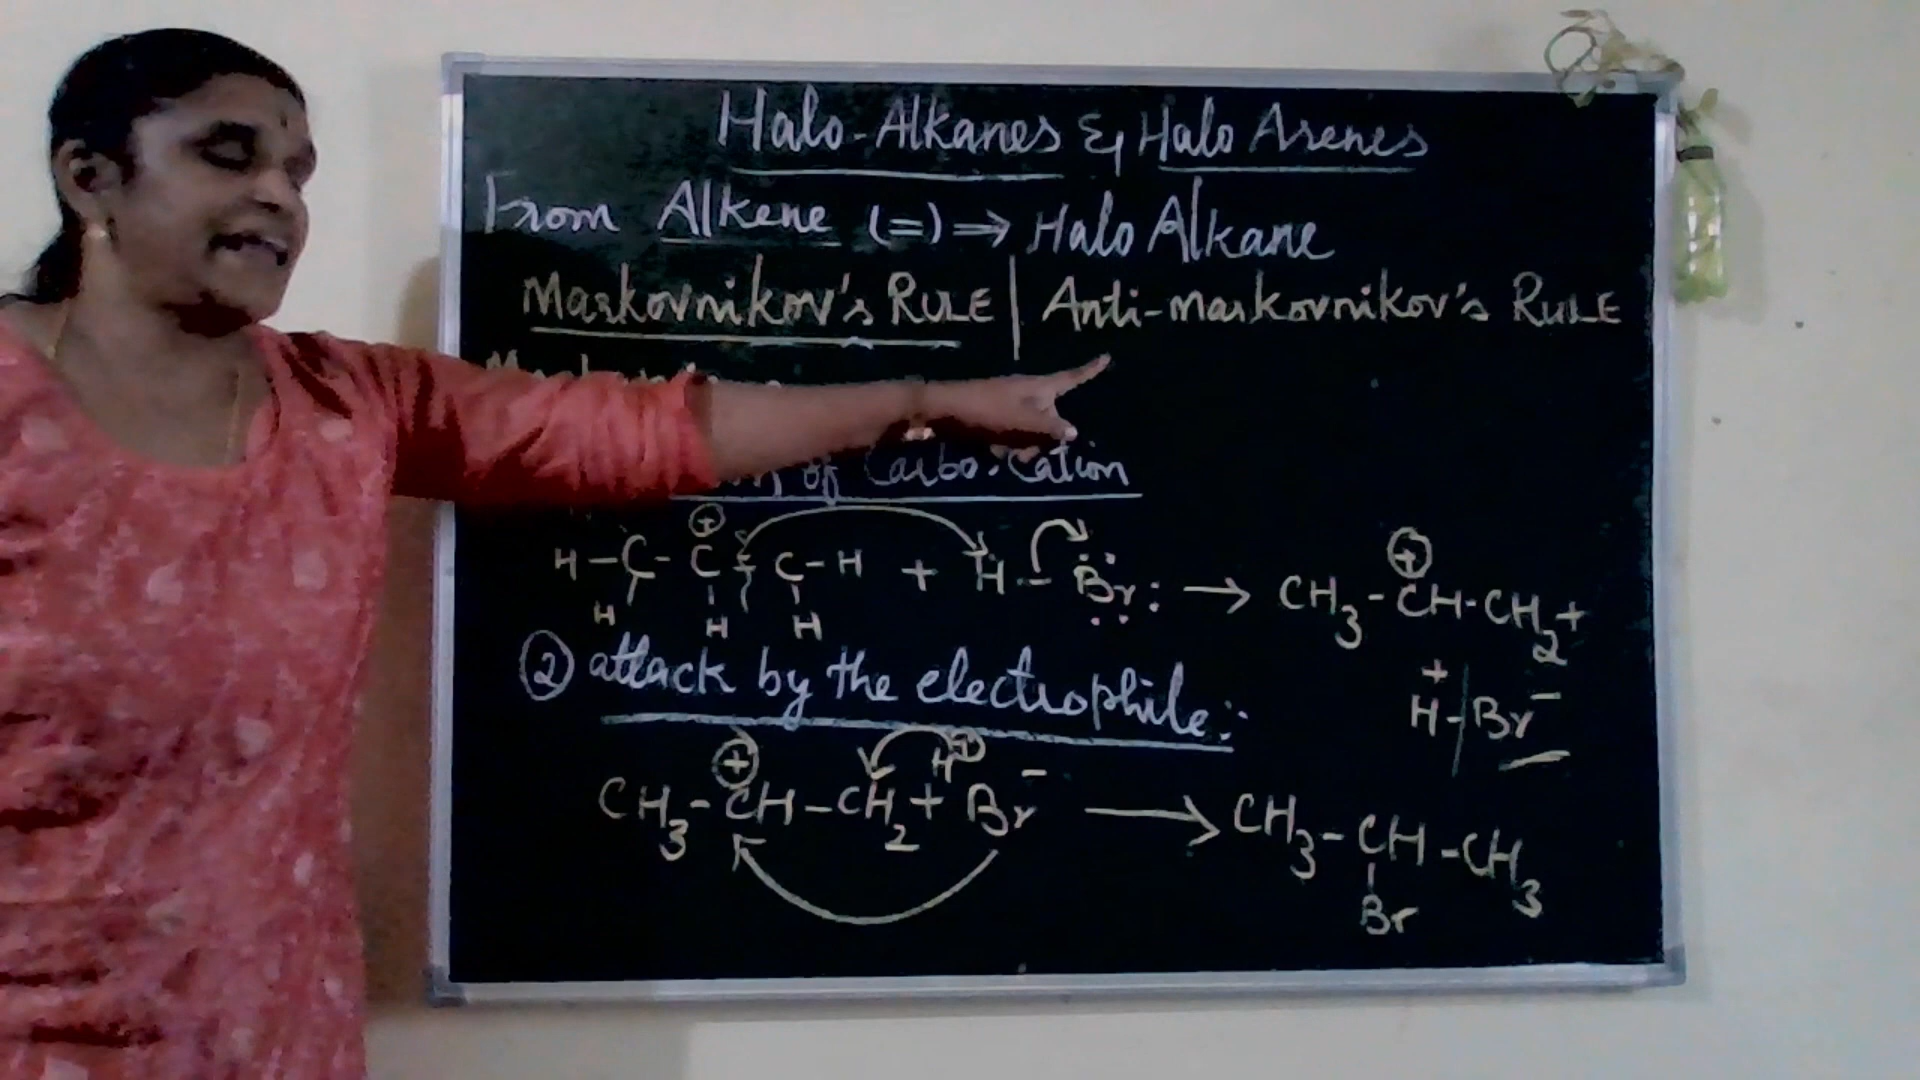 Halo-Alkanes & Halo Arenes
From Alkene (=) ⇒ Halo Alkane
Markovnikov's RULE | Anti-markovnikov's RULE
of Carbo-Cation
H-C-C=C-H + H-Br: → CH3-CH-CH2+
H H H
+ -
H-Br
② attack by the electrophile:-
CH3-CH-CH2+ H+ Br- → CH3-CH-CH3
Br